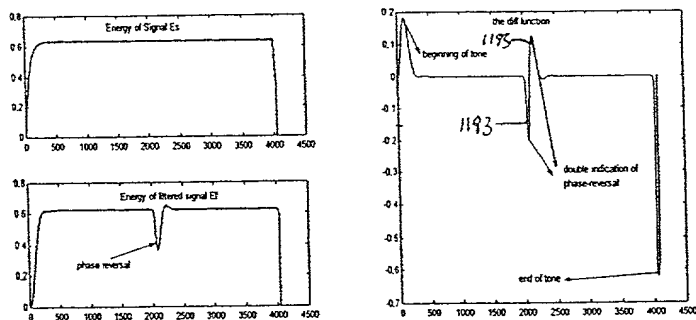 Energy of Signal Es
0.8
0.6
0.4
0.2
0
0 500 1000 1500 2000 2500 3000 3500 4000 4500
Energy of filtered signal Ef
0.8
0.6
0.4
0.2
0
phase reversal
0 500 1000 1500 2000 2500 3000 3500 4000 4500
the diff function
0.2
0.1
0
-0.1
-0.2
-0.3
-0.4
-0.5
-0.6
-0.7
1195
beginning of tone
1193
double indication of
phase-reversal
end of tone
0 500 1000 1500 2000 2500 3000 3500 4000 4500